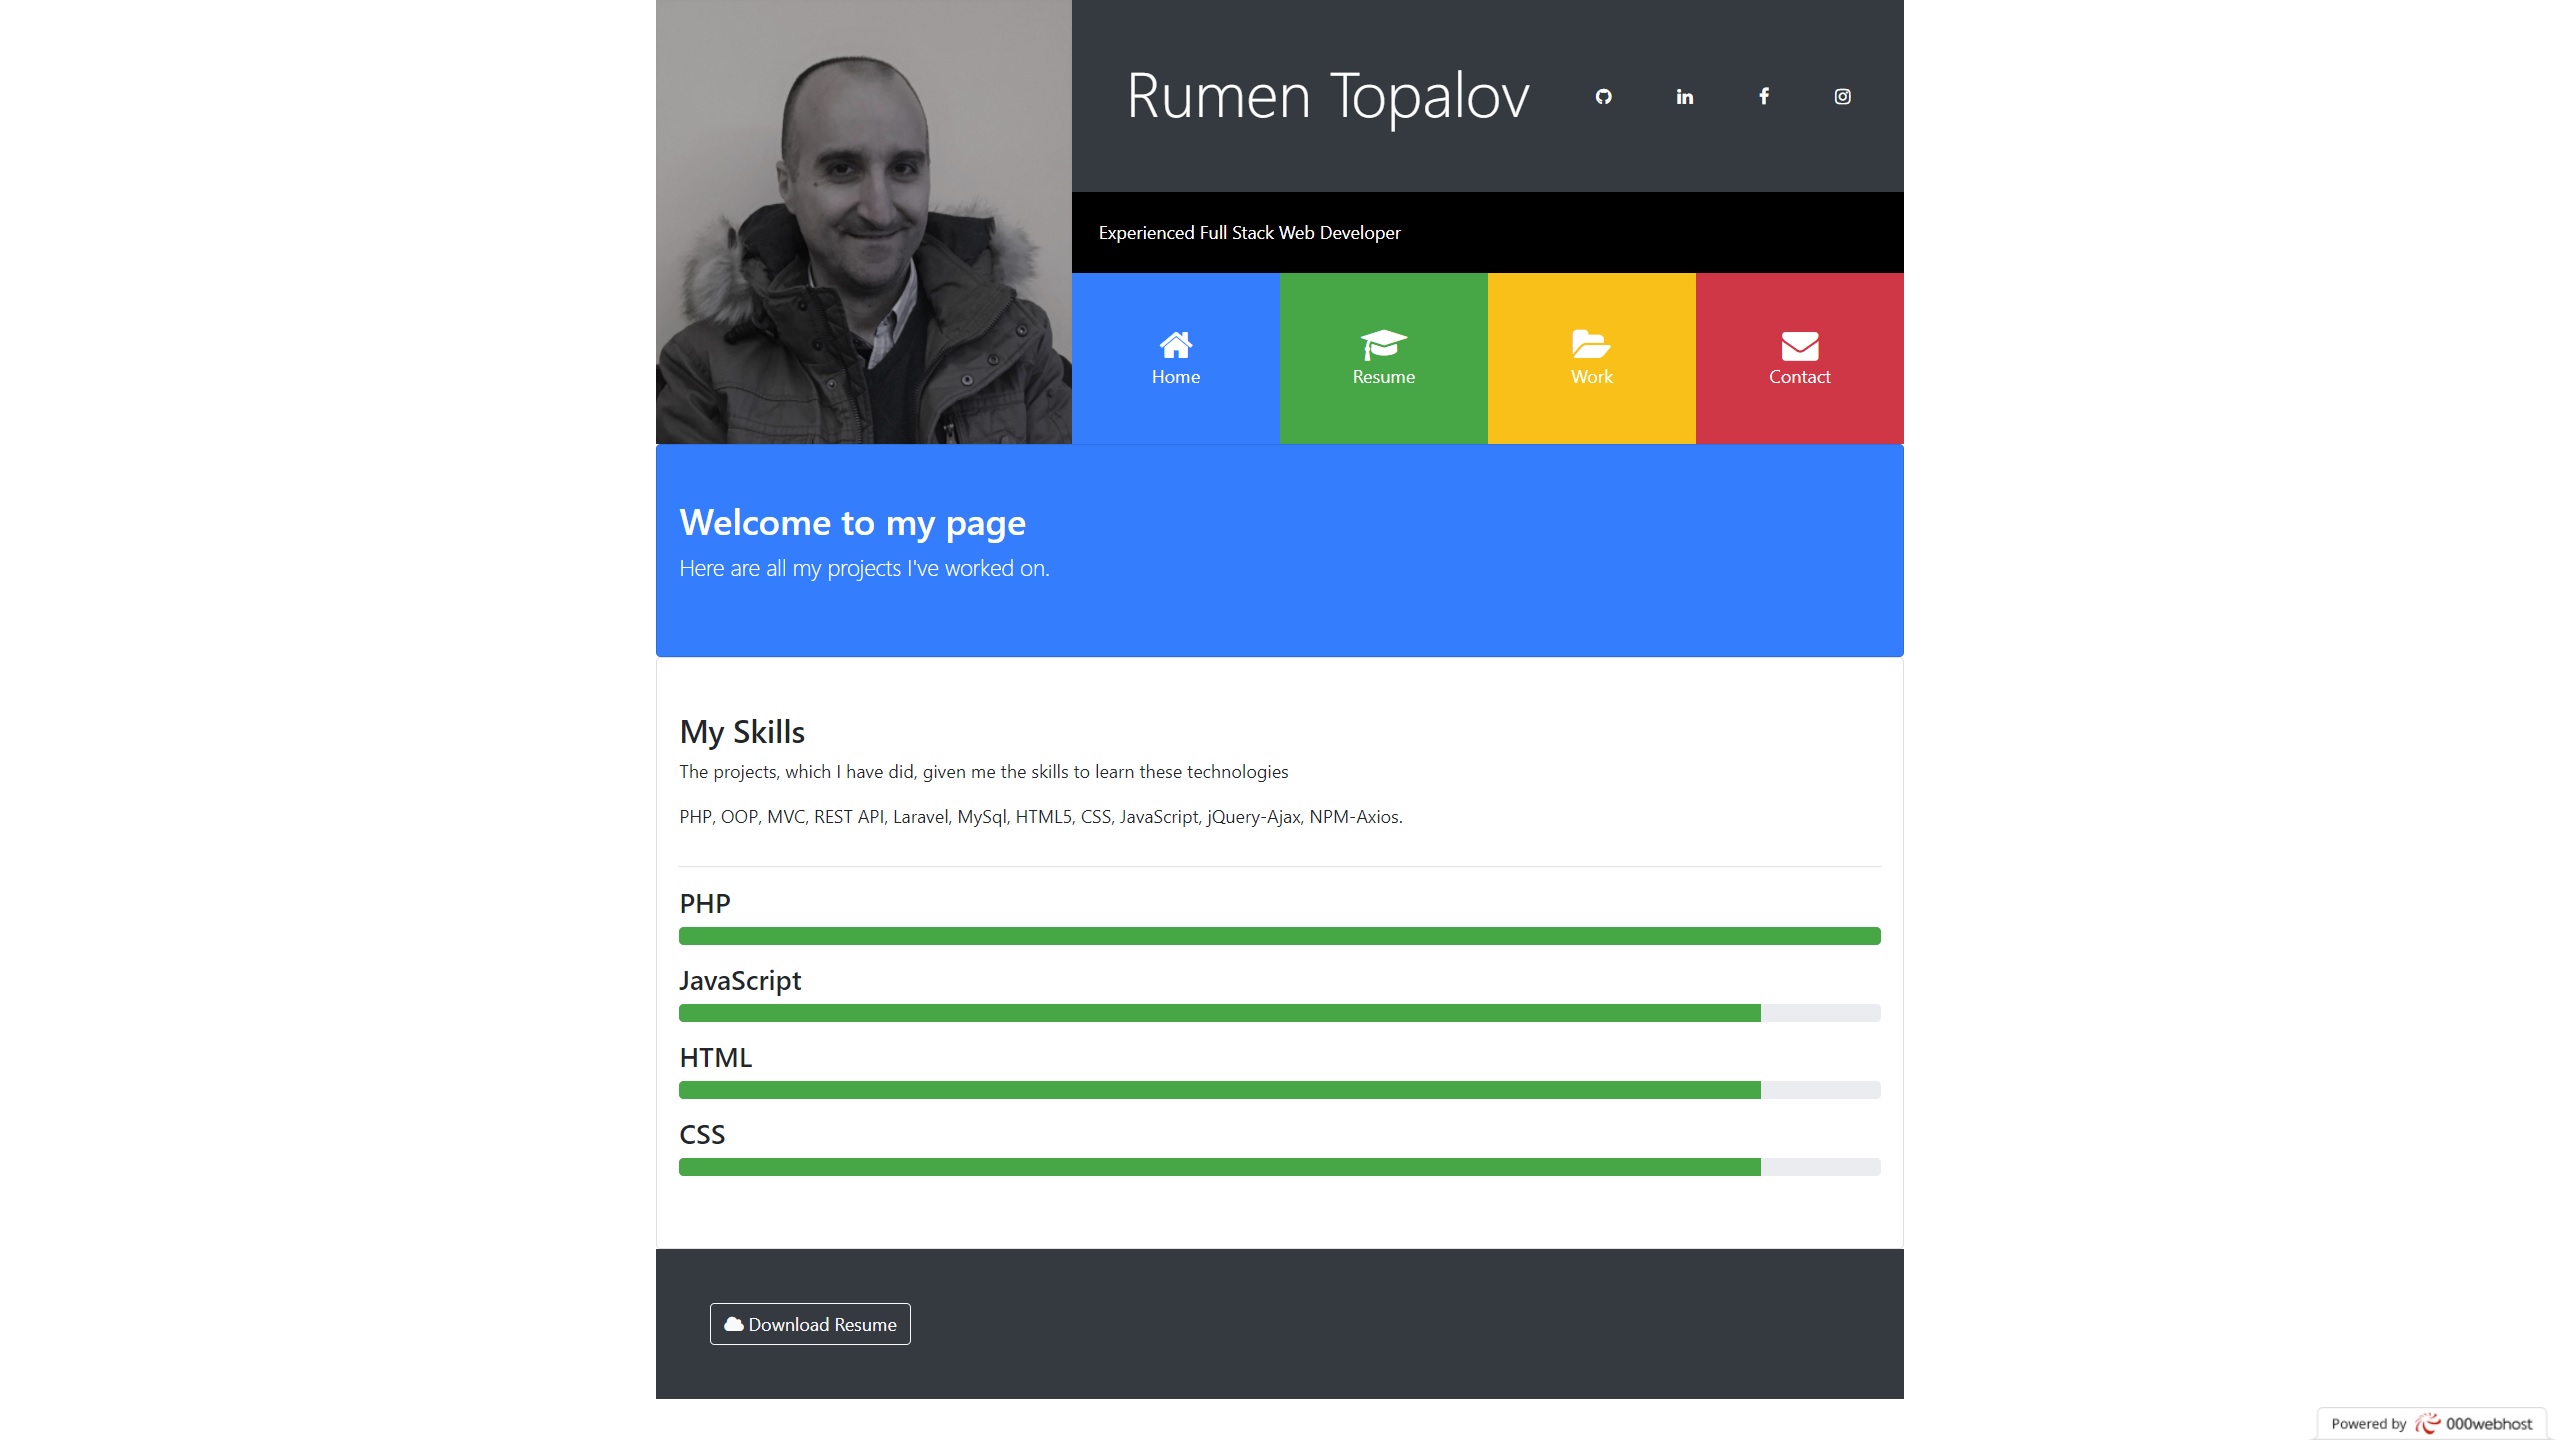 Rumen Topalov
Experienced Full Stack Web Developer
Home
Resume
Work
Contact
Welcome to my page
Here are all my projects I've worked on.
My Skills
The projects, which I have did, given me the skills to learn these technologies
PHP, OOP, MVC, REST API, Laravel, MySql, HTML5, CSS, JavaScript, jQuery-Ajax, NPM-Axios.
PHP
JavaScript
HTML
CSS
Download Resume
Powered by 000webhost